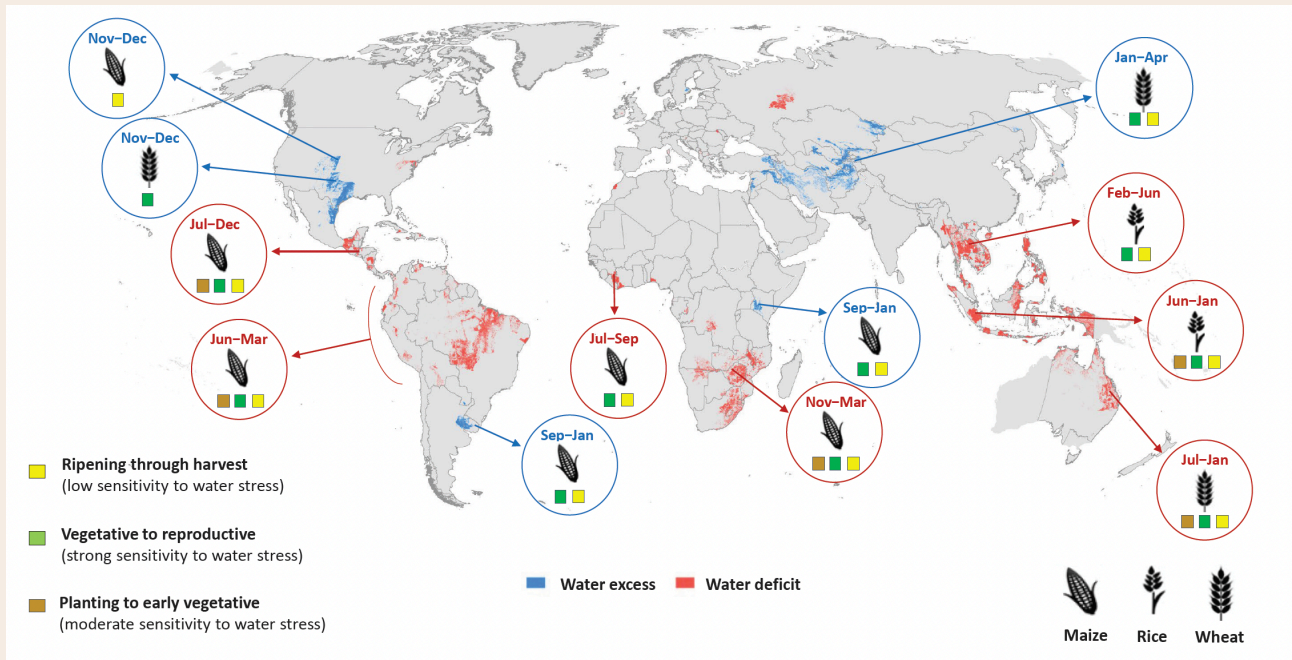 Nov–Dec
Nov–Dec
Jul–Dec
Jun–Mar
Sep–Jan
Jul–Sep
Nov–Mar
Sep–Jan
Jan–Apr
Feb–Jun
Jun–Jan
Jul–Jan
Ripening through harvest
(low sensitivity to water stress)
Vegetative to reproductive
(strong sensitivity to water stress)
Planting to early vegetative
(moderate sensitivity to water stress)
Water excess
Water deficit
Maize
Rice
Wheat